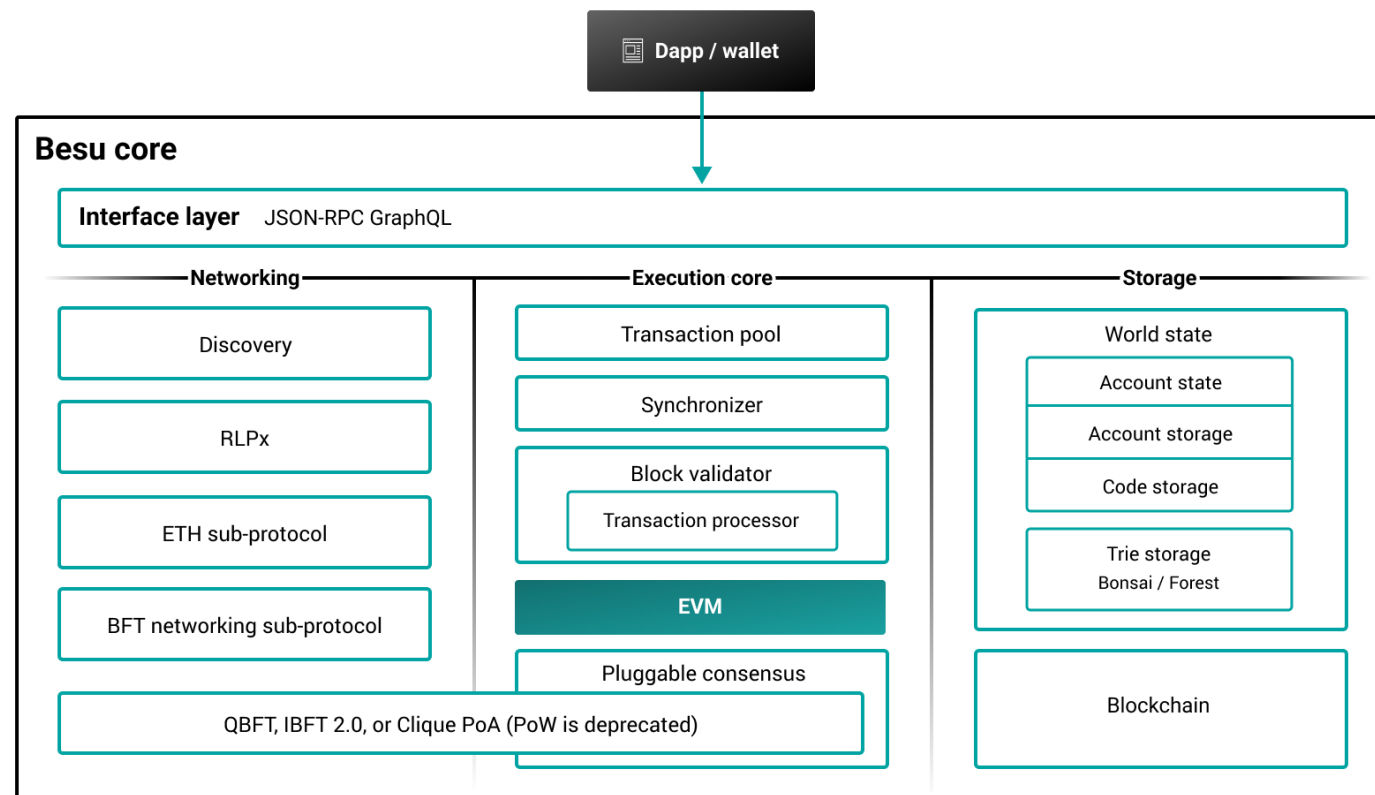 Dapp / wallet
Besu core
Interface layer JSON-RPC GraphQL
Networking
Discovery
RLPx
ETH sub-protocol
BFT networking sub-protocol
Execution core
Transaction pool
Synchronizer
Block validator
Transaction processor
EVM
Pluggable consensus
QBFT, IBFT 2.0, or Clique PoA (PoW is deprecated)
Storage
World state
Account state
Account storage
Code storage
Trie storage
Bonsai / Forest
Blockchain